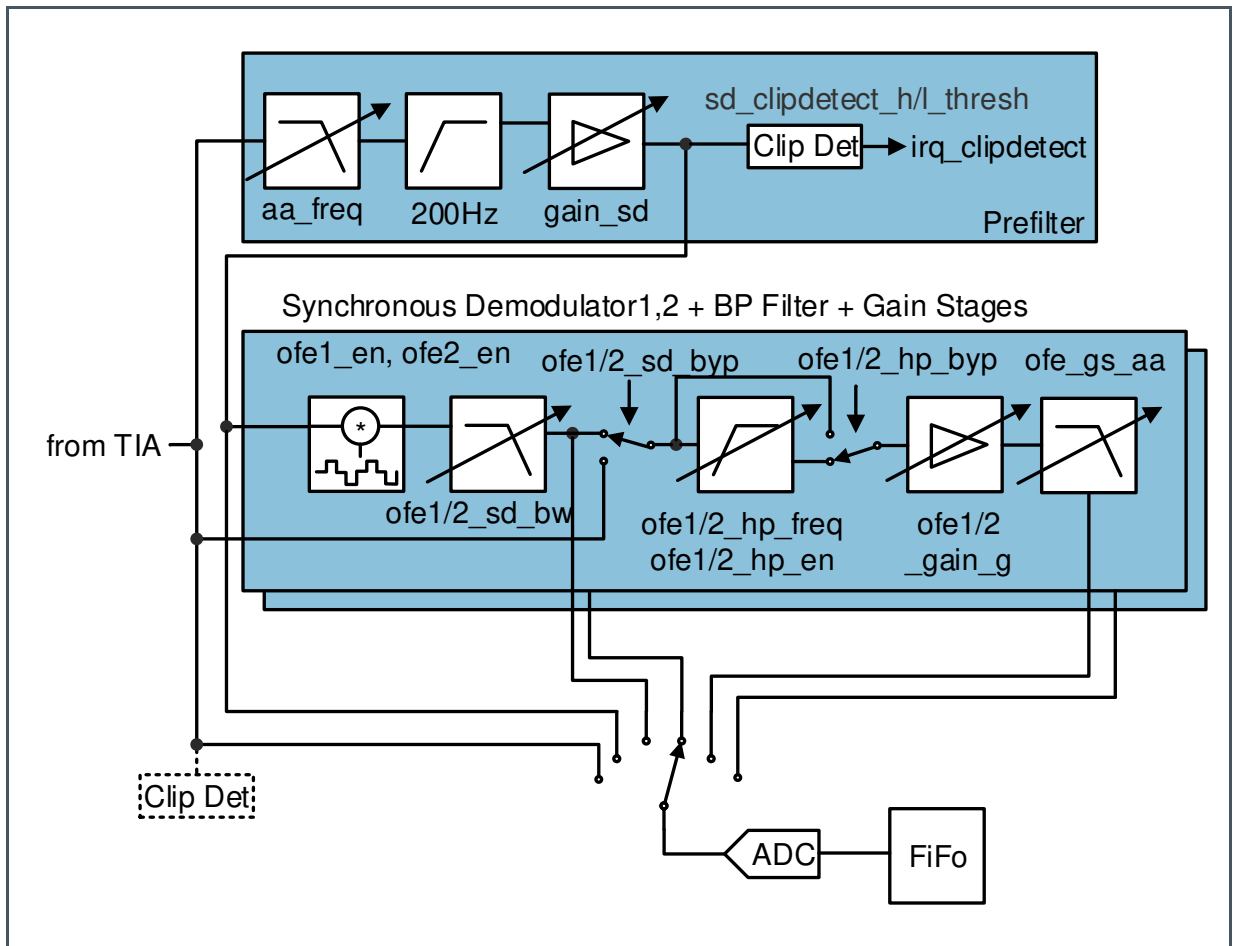 sd_clipdetect_h/l_thresh
Clip Det
irq_clipdetect
aa_freq
200Hz
gain_sd
Prefilter
Synchronous Demodulator1,2 + BP Filter + Gain Stages
ofe1_en, ofe2_en
ofe1/2_sd_byp
ofe1/2_hp_byp
ofe_gs_aa
*
from TIA
ofe1/2_sd_bw
ofe1/2_hp_freq
ofe1/2_hp_en
ofe1/2
_gain_g
Clip Det
ADC
FiFo